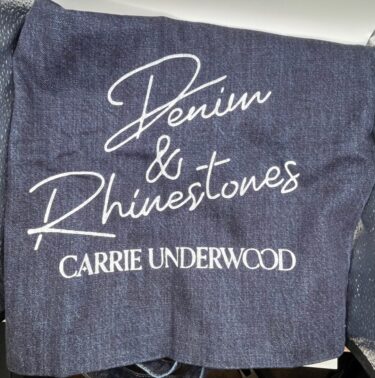 Denim
&
Rhinestones
CARRIE UNDERWOOD